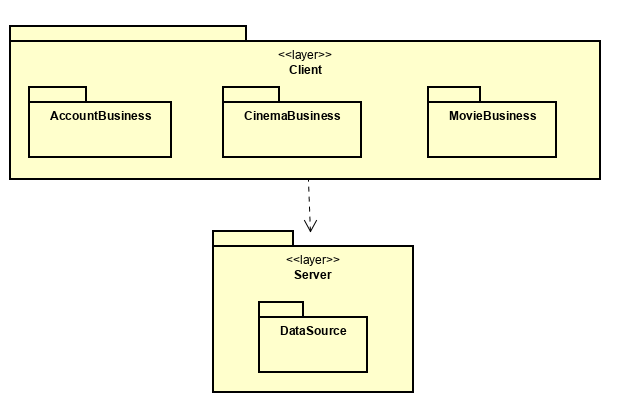 <<layer>>
Client
AccountBusiness
CinemaBusiness
MovieBusiness
<<layer>>
Server
DataSource